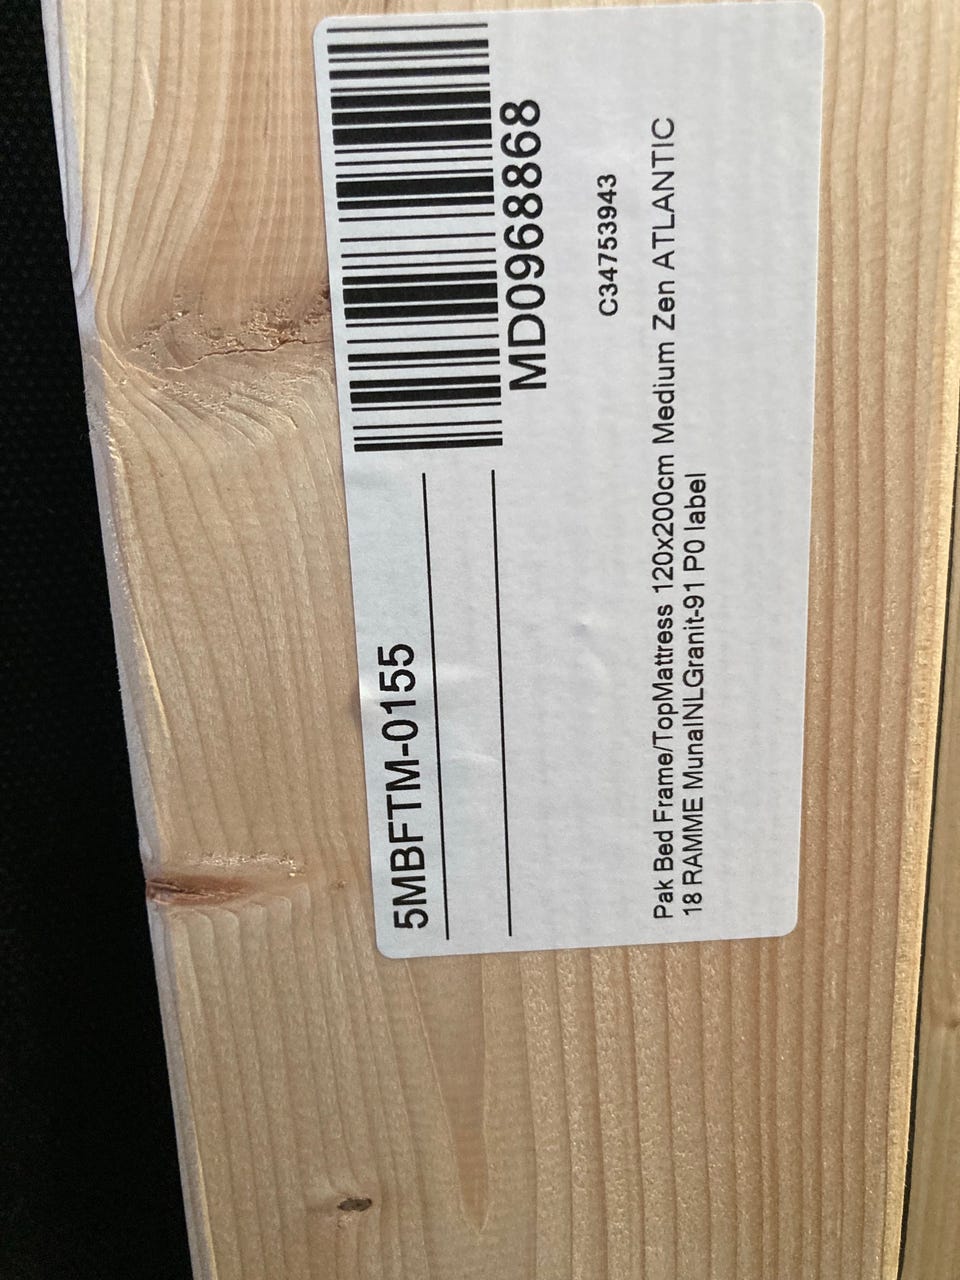 5MBFTM-0155
MD0968868
C34753943
Pak Bed Frame/TopMattress 120x200cm Medium Zen ATLANTIC
18 RAMME MunalNLGranit-91 P0 label